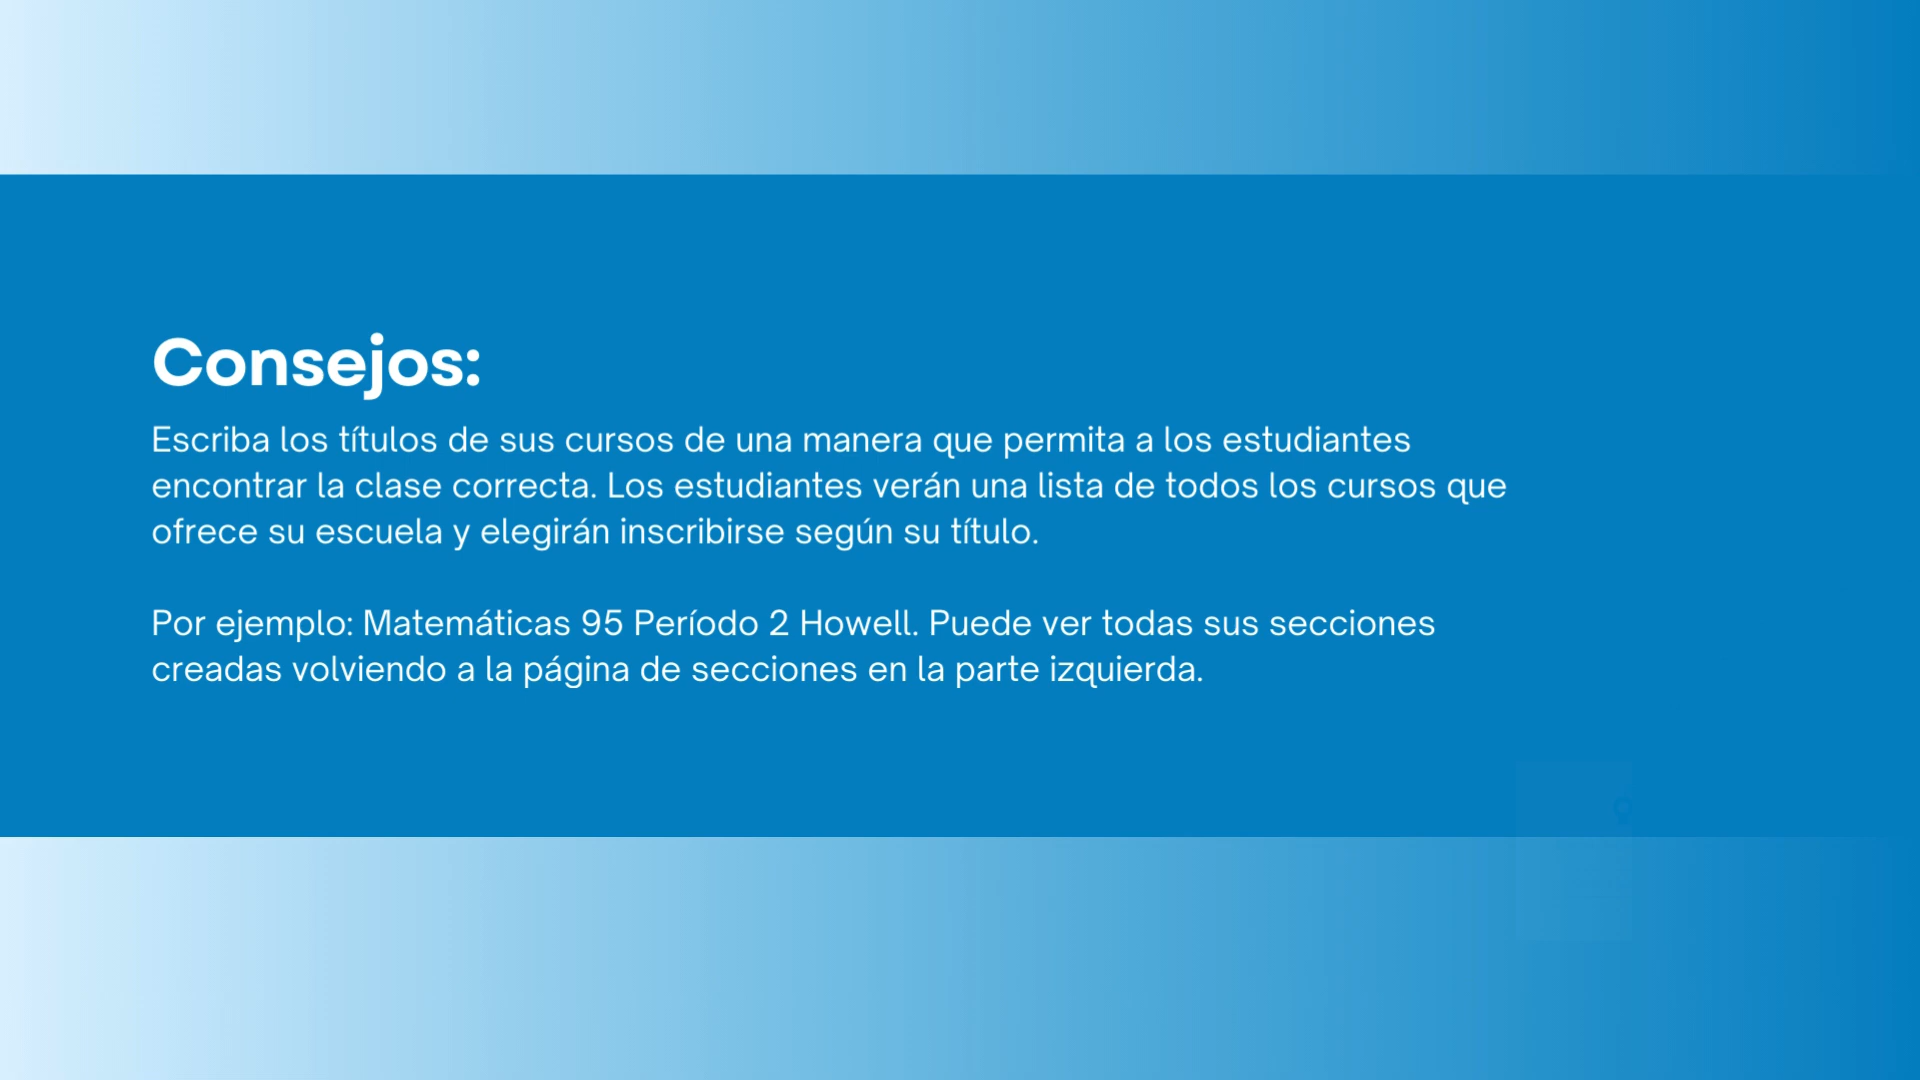 Consejos:
Escriba los títulos de sus cursos de una manera que permita a los estudiantes
encontrar la clase correcta. Los estudiantes verán una lista de todos los cursos que
ofrece su escuela y elegirán inscribirse según su título.
Por ejemplo: Matemáticas 95 Período 2 Howell. Puede ver todas sus secciones
creadas volviendo a la página de secciones en la parte izquierda.